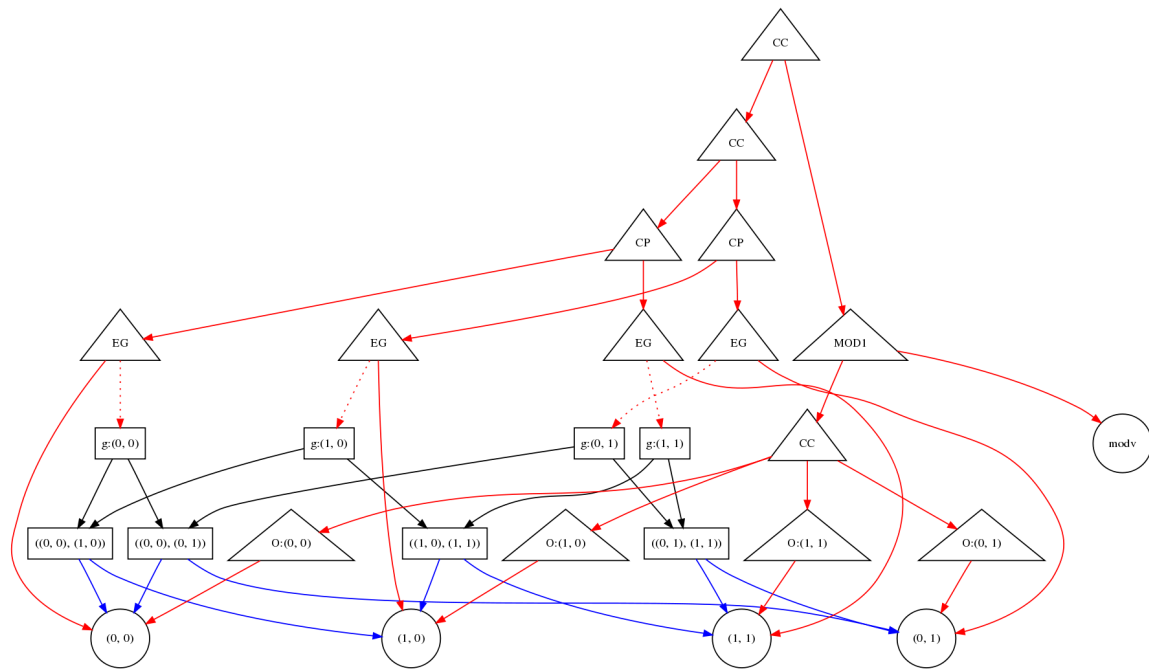 CC
CC
CP
CP
EG
EG
EG
EG
MOD1
g:(0, 0)
g:(1, 0)
g:(0, 1)
g:(1, 1)
CC
modv
((0, 0), (1, 0))
((0, 0), (0, 1))
O:(0, 0)
((1, 0), (1, 1))
O:(1, 0)
((0, 1), (1, 1))
O:(1, 1)
O:(0, 1)
(0, 0)
(1, 0)
(1, 1)
(0, 1)